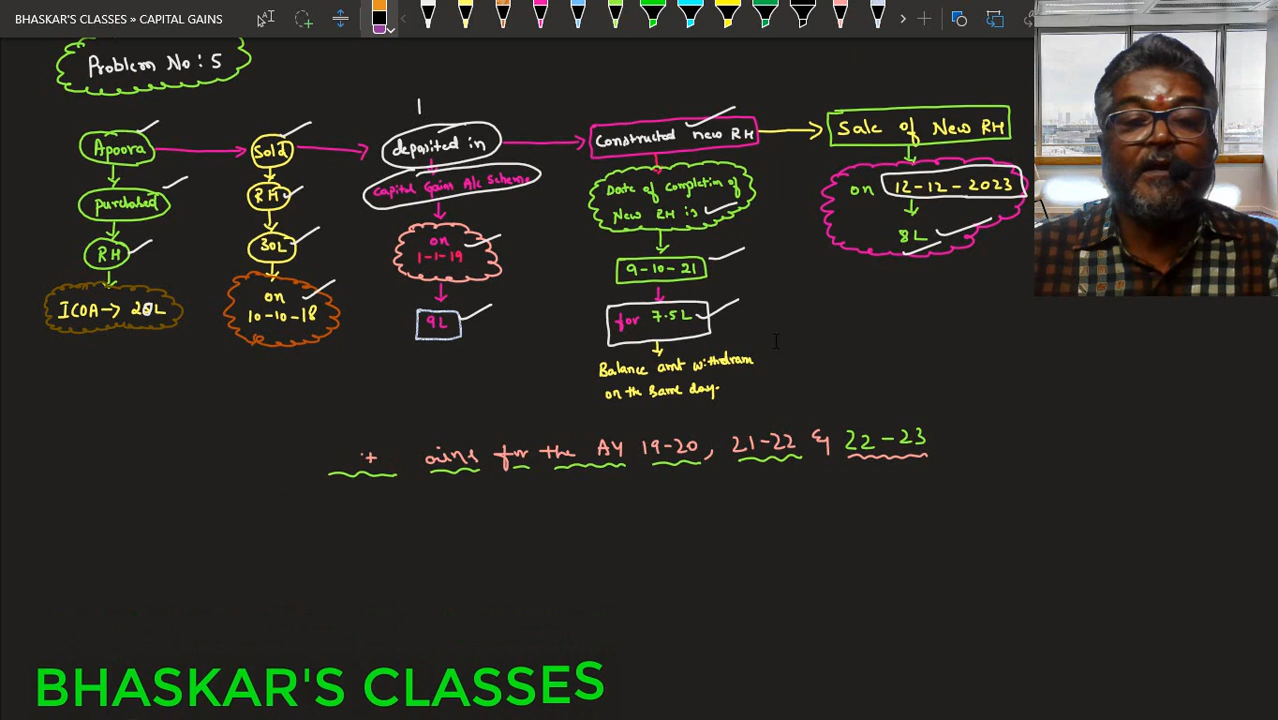 BHASKAR'S CLASSES » CAPITAL GAINS
Problem No : 5
Apoora
purchased
RH
ICOA → 20L
Sold
RH
30L
on
10-10-18
deposited in
Capital Gains A/c Scheme
on
1-1-19
9L
Constructed new RH
Date of completion of
New RH is
9-10-21
for 7.5L
Balance amt withdrawn
on the same day.
Sale of New RH
on 12-12-2023
8L
ains for the AY 19-20, 21-22 & 22-23
BHASKAR'S CLASSES